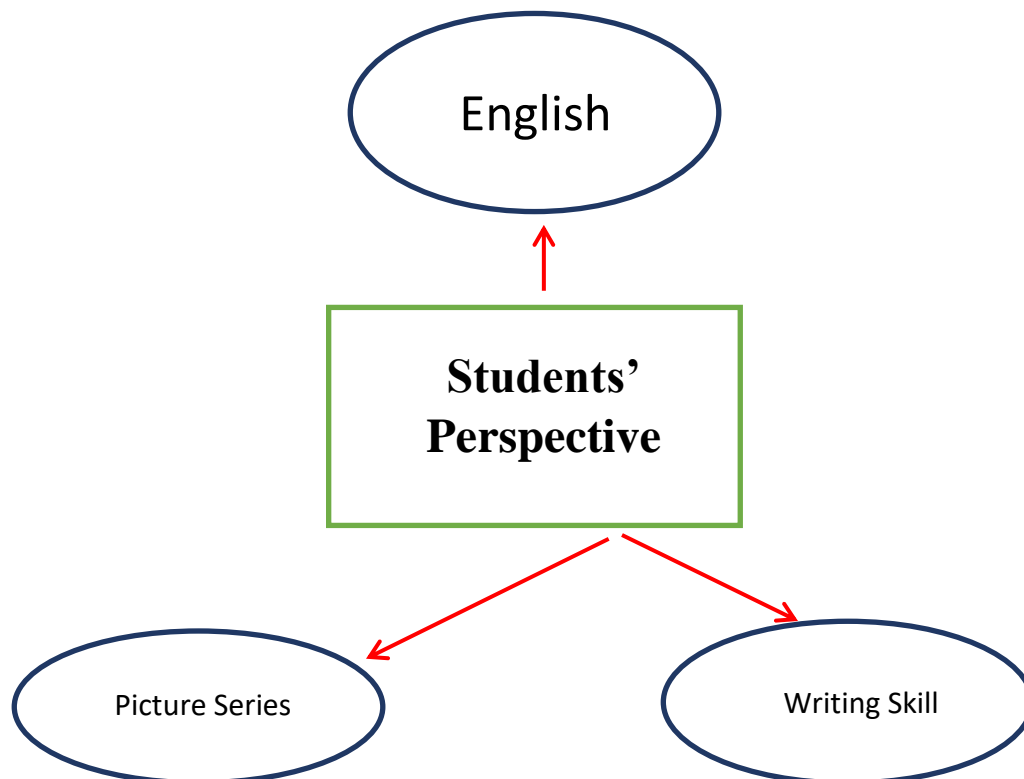 English
Students’
Perspective
Picture Series
Writing Skill